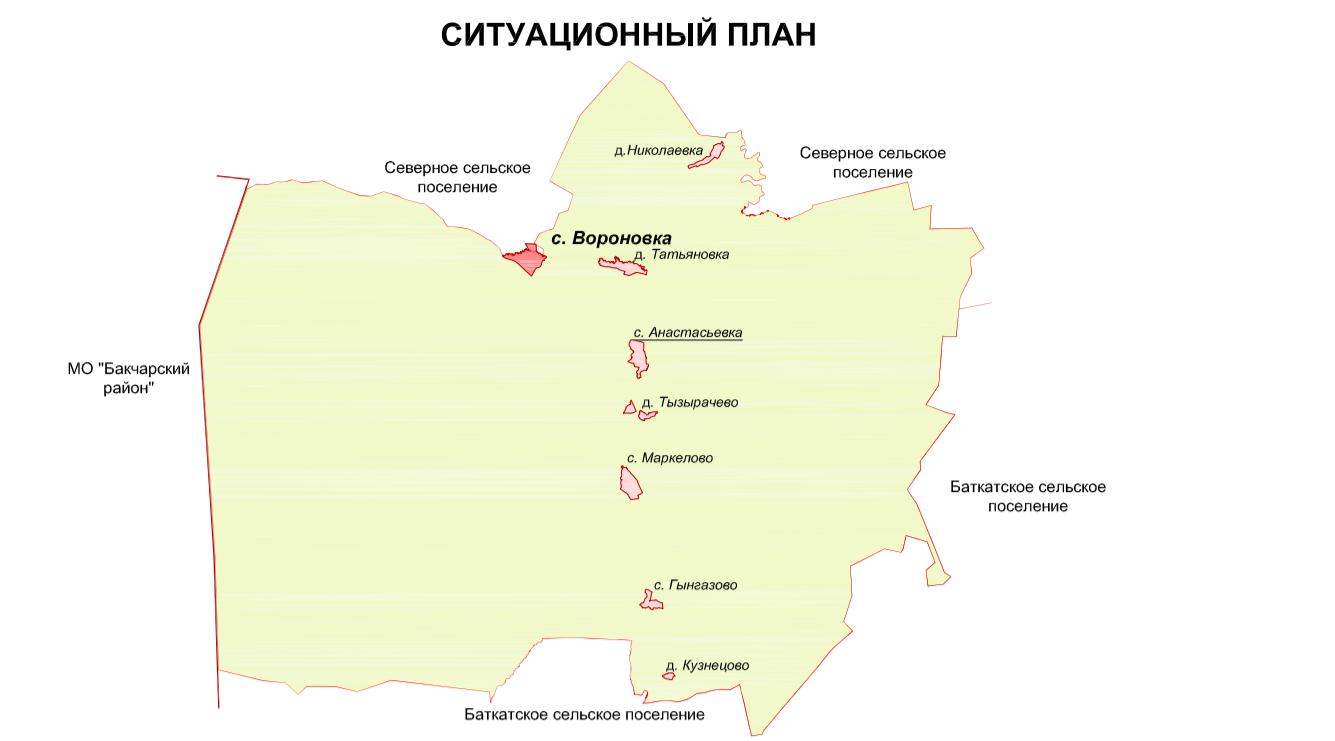 СИТУАЦИОННЫЙ ПЛАН
д.Николаевка
Северное сельское
поселение
Северное сельское
поселение
с. Вороновка
д. Татьяновка
с. Анастасьевка
МО "Бакчарский
район"
д. Тызырачево
с. Маркелово
Баткатское сельское
поселение
с. Гынгазово
д. Кузнецово
Баткатское сельское поселение